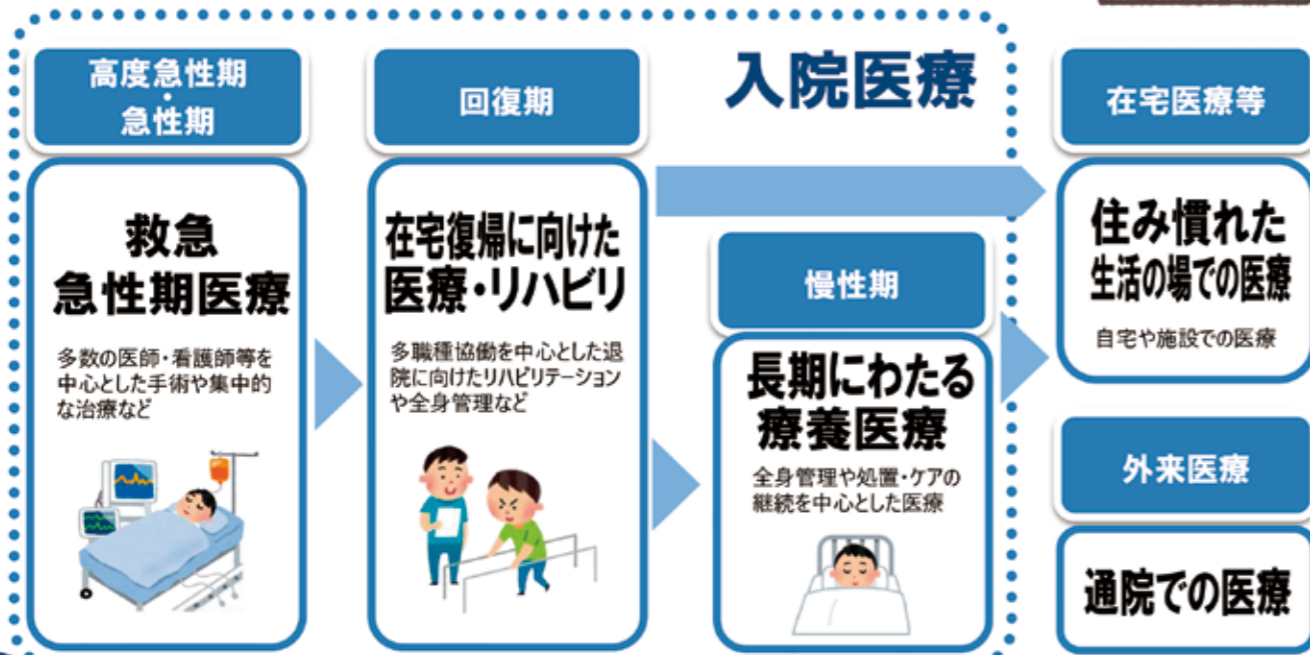 入院医療
高度急性期
・
急性期
救急
急性期医療
多数の医師・看護師等を
中心とした手術や集中的
な治療など
回復期
在宅復帰に向けた
医療・リハビリ
多職種協働を中心とした退
院に向けたリハビリテーション
や全身管理など
慢性期
長期にわたる
療養医療
全身管理や処置・ケアの
継続を中心とした医療
在宅医療等
住み慣れた
生活の場での医療
自宅や施設での医療
外来医療
通院での医療